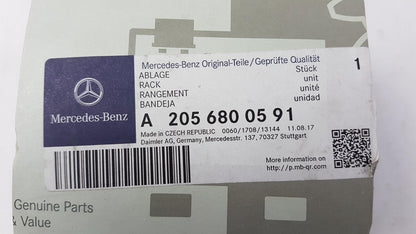 Mercedes-Benz Original-Teile/Geprüfte Qualität
ABLAGE
RACK
RANGEMENT
BANDEJA
Stück
unit
unité
unidad
1
Mercedes-Benz
A 205 680 05 91
Made in CZECH REPUBLIC 0060/1708/13144 11.08.17
Daimler AG, Germany, Mercedesstr. 137, 70327 Stuttgart
More information on
http://p.mb-qr.com
Genuine Parts
& Value